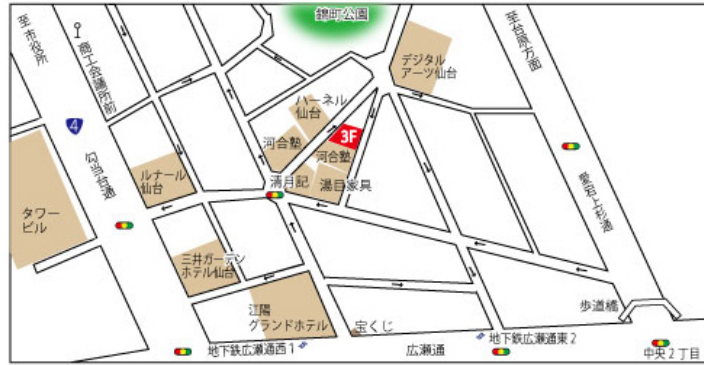 錦町公園
至市役所
商工会議所前
4
勾当台通
タワー
ビル
ルナール
仙台
ハーネル
仙台
河合塾
3F
河合塾
清月記
湯目家具
デジタル
アーツ仙台
至台原方面
愛宕上杉通
三井ガーデン
ホテル仙台
江陽
グランドホテル
宝くじ
歩道橋
地下鉄広瀬通西1
広瀬通
地下鉄広瀬通東2
中央2丁目